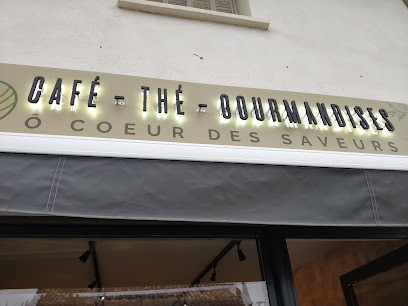 CAFÉ - THÉ - GOURMANDISES
Ô COEUR DES SAVEURS